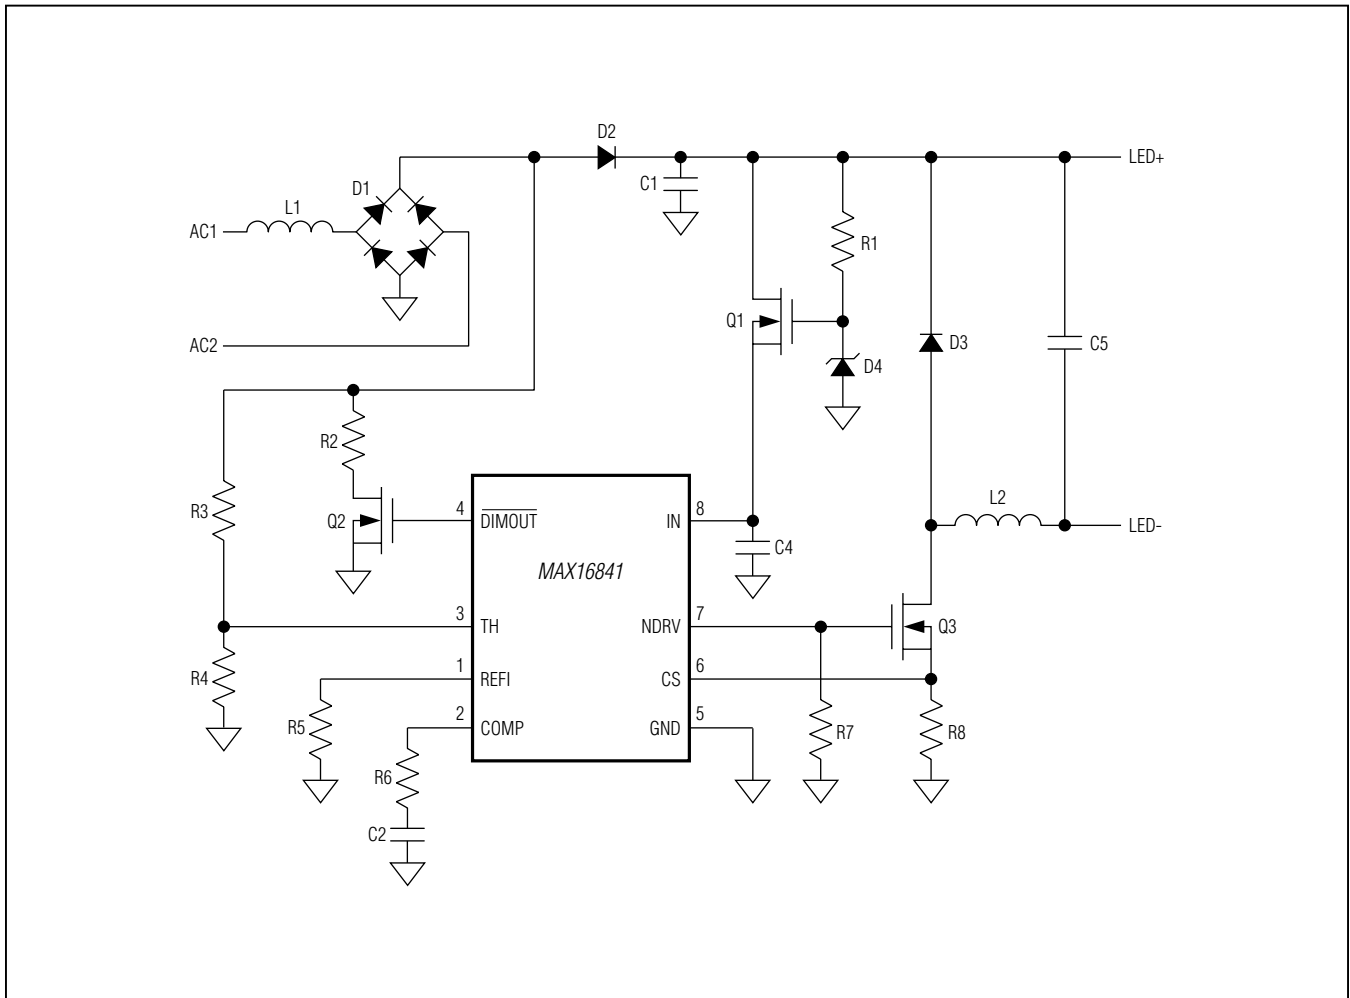 D2
LED+
D1
C1
L1
AC1
R1
Q1
AC2
D3
C5
D4
R2
L2
R3
4
8
Q2
DIMOUT
IN
LED-
C4
MAX16841
3
7
TH
NDRV
Q3
1
6
R4
REFI
CS
2
5
R5
COMP
GND
R7
R8
R6
C2